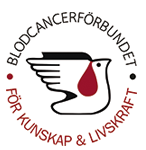 BLODCANCERFÖRBUNDET
• FÖR KUNSKAP & LIVSKRAFT •